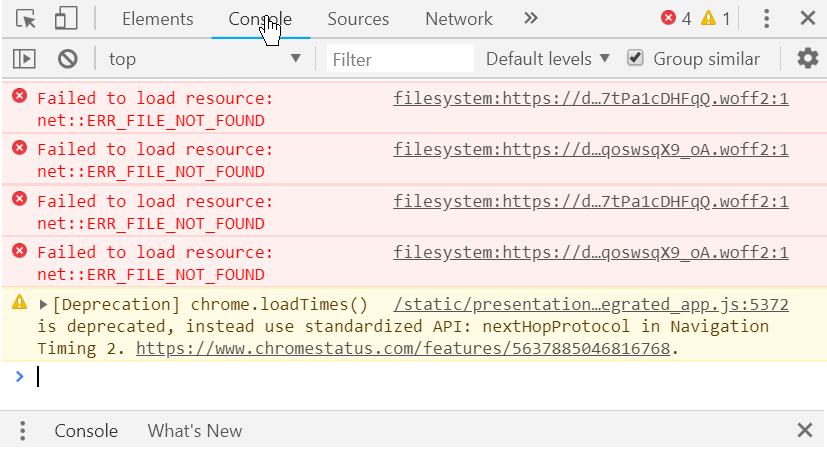 Elements Console Sources Network » 4 1
top Filter Default levels Group similar
Failed to load resource: filesystem:https://d…7tPa1cDHFqQ.woff2:1
net::ERR_FILE_NOT_FOUND
Failed to load resource: filesystem:https://d…qoswsqX9_oA.woff2:1
net::ERR_FILE_NOT_FOUND
Failed to load resource: filesystem:https://d…7tPa1cDHFqQ.woff2:1
net::ERR_FILE_NOT_FOUND
Failed to load resource: filesystem:https://d…qoswsqX9_oA.woff2:1
net::ERR_FILE_NOT_FOUND
[Deprecation] chrome.loadTimes() /static/presentation…egrated_app.js:5372
is deprecated, instead use standardized API: nextHopProtocol in Navigation
Timing 2. https://www.chromestatus.com/features/5637885046816768.
Console What's New